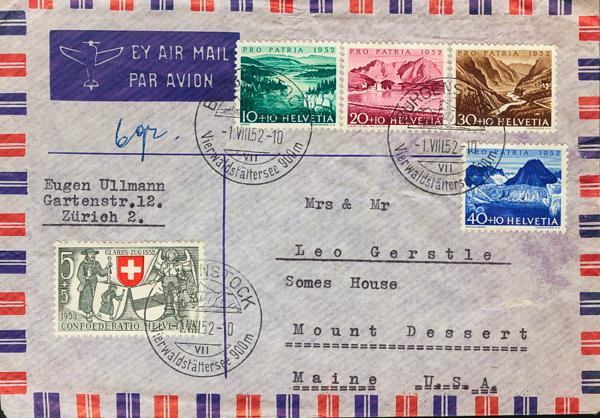 BY AIR MAIL
PAR AVION
PRO PATRIA 1952
10+10 HELVETIA
PRO PATRIA 1952
20+10 HELVETIA
PRO PATRIA 1952
30+10 HELVETIA
PRO PATRIA 1952
40+10 HELVETIA
-1.VIII.52-10
VII
Vierwaldstättersee 900m
BÜRGENSTOCK
-1.VIII.52-10
VII
Vierwaldstättersee 900m
6gr.
Eugen Ullmann
Gartenstr.12.
Zürich 2.
Mrs & Mr
Leo Gerstle
Somes House
Mount Dessert
Maine U.S.A.
GLARUS-ZUG 1352
5+5
1952
CONFOEDERATIO HELVETICA
NSTOCK
1.VIII.52-10
VII
Vierwaldstättersee 900m